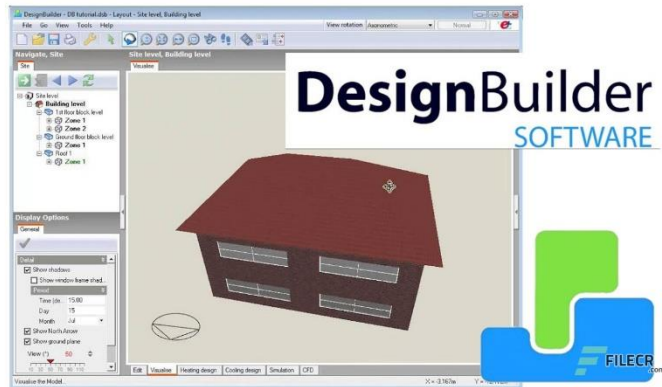 DesignBuilder - DB tutorial.dsb - Layout - Site level, Building level
File Go View Tools Help
View rotation Axonometric Normal
Navigate, Site
Site level, Building level
Site
Visualise
Site level
Building level
1st floor block level
Zone 1
Zone 2
Ground floor block level
Zone 1
Roof 1
Zone 1
DesignBuilder
SOFTWARE
Display Options
General
Detail
Show shadows
Show window frame shad...
Period
Time (de... 15.00
Day 15
Month Jul
Show North Arrow
Show ground plane
View (°) 50
Edit Visualise Heating design Cooling design Simulation CFD
Visualise the Model...
FILECR
.com